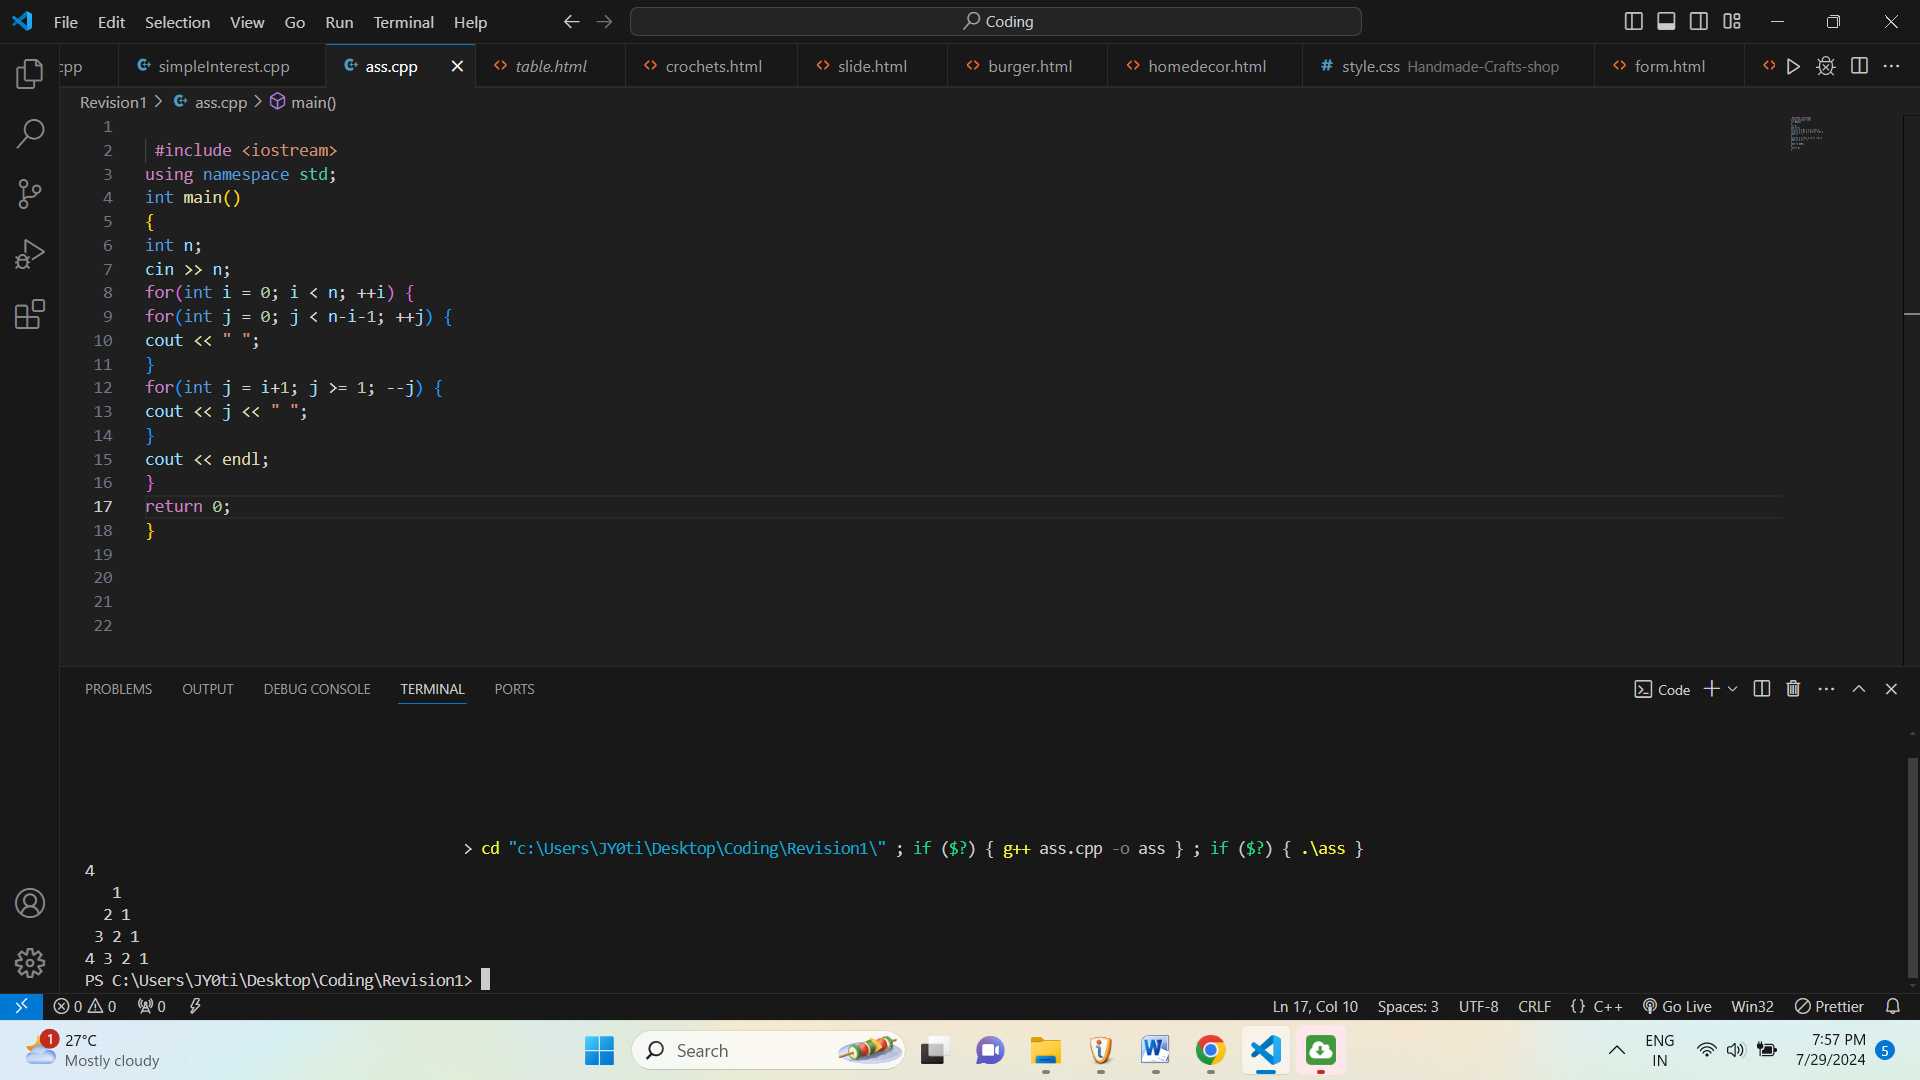 File Edit Selection View Go Run Terminal Help Coding
cpp simpleInterest.cpp ass.cpp table.html crochets.html slide.html burger.html homedecor.html style.css Handmade-Crafts-shop form.html
Revision1 > ass.cpp > main()
1
2 #include <iostream>
3 using namespace std;
4 int main()
5 {
6 int n;
7 cin >> n;
8 for(int i = 0; i < n; ++i) {
9 for(int j = 0; j < n-i-1; ++j) {
10 cout << " ";
11 }
12 for(int j = i+1; j >= 1; --j) {
13 cout << j << " ";
14 }
15 cout << endl;
16 }
17 return 0;
18 }
19
20
21
22
PROBLEMS OUTPUT DEBUG CONSOLE TERMINAL PORTS Code
> cd "c:\Users\JY0ti\Desktop\Coding\Revision1\" ; if ($?) { g++ ass.cpp -o ass } ; if ($?) { .\ass }
4
   1
  2 1
 3 2 1
4 3 2 1
PS C:\Users\JY0ti\Desktop\Coding\Revision1>
0 0 0 Ln 17, Col 10 Spaces: 3 UTF-8 CRLF {} C++ Go Live Win32 Prettier
1 27°C
Mostly cloudy
Search
ENG
IN
7:57 PM
7/29/2024
5